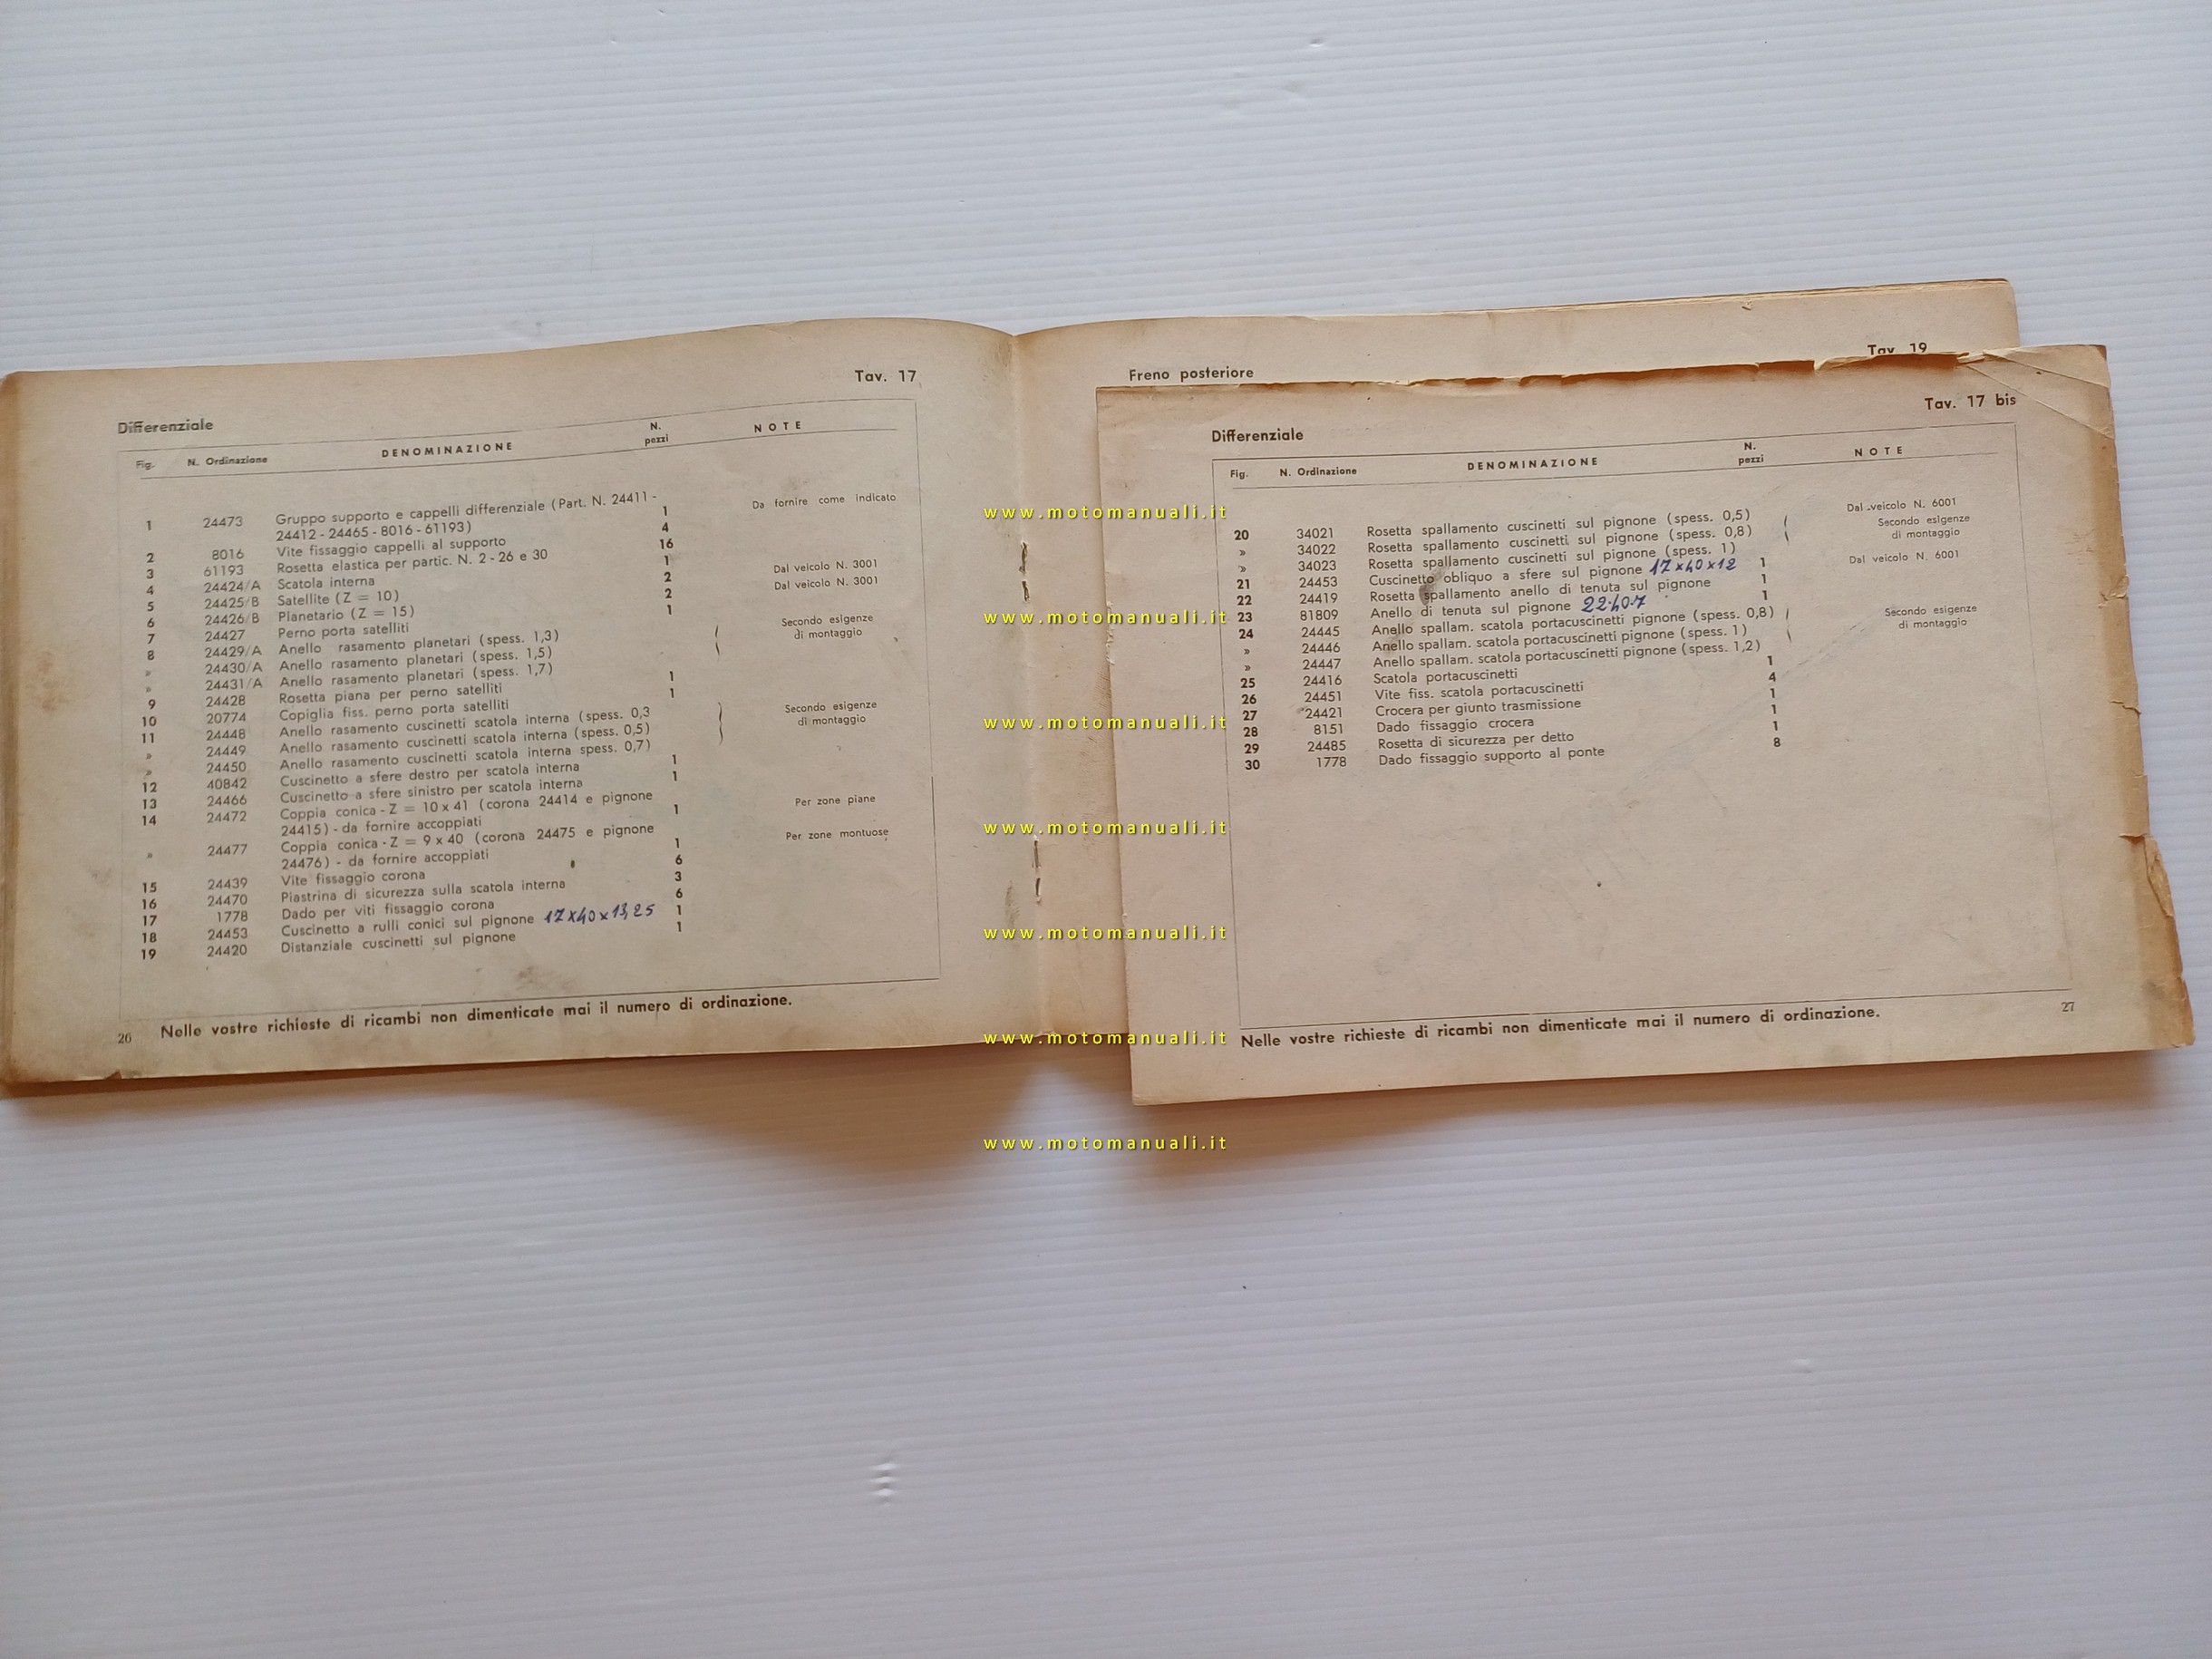 Tav. 17
Differenziale
Fig. N. Ordinazione DENOMINAZIONE N. pezzi NOTE
1 24473 Gruppo supporto e cappelli differenziale (Part. N. 24411 - Da fornire come indicato
24412 - 24465 - 8016 - 61193) 1
2 8016 Vite fissaggio cappelli al supporto 4
3 61193 Rosetta elastica per partic. N. 2 - 26 e 30 16
4 24424/A Scatola interna 1 Dal veicolo N. 3001
5 24425/B Satellite (Z = 10) 2 Dal veicolo N. 3001
6 24426/B Planetario (Z = 15) 2
7 24427 Perno porta satelliti 1
8 24429/A Anello rasamento planetari (spess. 1,3) Secondo esigenze
» 24430/A Anello rasamento planetari (spess. 1,5) di montaggio
» 24431/A Anello rasamento planetari (spess. 1,7)
9 24428 Rosetta piana per perno satelliti 1
10 20774 Copiglia fiss. perno porta satelliti 1
11 24448 Anello rasamento cuscinetti scatola interna (spess. 0,3 Secondo esigenze
» 24449 Anello rasamento cuscinetti scatola interna (spess. 0,5) di montaggio
» 24450 Anello rasamento cuscinetti scatola interna spess. 0,7)
12 40842 Cuscinetto a sfere destro per scatola interna 1
13 24466 Cuscinetto a sfere sinistro per scatola interna 1
14 24472 Coppia conica - Z = 10 x 41 (corona 24414 e pignone Per zone piane
24415) - da fornire accoppiati 1
» 24477 Coppia conica - Z = 9 x 40 (corona 24475 e pignone Per zone montuose
24476) - da fornire accoppiati 1
15 24439 Vite fissaggio corona 6
16 24470 Piastrina di sicurezza sulla scatola interna 3
17 1778 Dado per viti fissaggio corona 6
18 24453 Cuscinetto a rulli conici sul pignone 17x40x13,25 1
19 24420 Distanziale cuscinetti sul pignone 1
26 Nelle vostre richieste di ricambi non dimenticate mai il numero di ordinazione.
Freno posteriore Tav. 19
Tav. 17 bis
Differenziale
Fig. N. Ordinazione DENOMINAZIONE N. pezzi NOTE
20 34021 Rosetta spallamento cuscinetti sul pignone (spess. 0,5) Dal veicolo N. 6001
» 34022 Rosetta spallamento cuscinetti sul pignone (spess. 0,8) Secondo esigenze
» 34023 Rosetta spallamento cuscinetti sul pignone (spess. 1) di montaggio
21 24453 Cuscinetto obliquo a sfere sul pignone 17x40x12 1 Dal veicolo N. 6001
22 24419 Rosetta spallamento anello di tenuta sul pignone 1
23 81809 Anello di tenuta sul pignone 22.40.7 1
24 24445 Anello spallam. scatola portacuscinetti pignone (spess. 0,8) Secondo esigenze
» 24446 Anello spallam. scatola portacuscinetti pignone (spess. 1) di montaggio
» 24447 Anello spallam. scatola portacuscinetti pignone (spess. 1,2)
25 24416 Scatola portacuscinetti 1
26 24451 Vite fiss. scatola portacuscinetti 4
27 24421 Crocera per giunto trasmissione 1
28 8151 Dado fissaggio crocera 1
29 24485 Rosetta di sicurezza per detto 1
30 1778 Dado fissaggio supporto al ponte 8
Nelle vostre richieste di ricambi non dimenticate mai il numero di ordinazione. 27
www.motomanuali.it
www.motomanuali.it
www.motomanuali.it
www.motomanuali.it
www.motomanuali.it
www.motomanuali.it
www.motomanuali.it